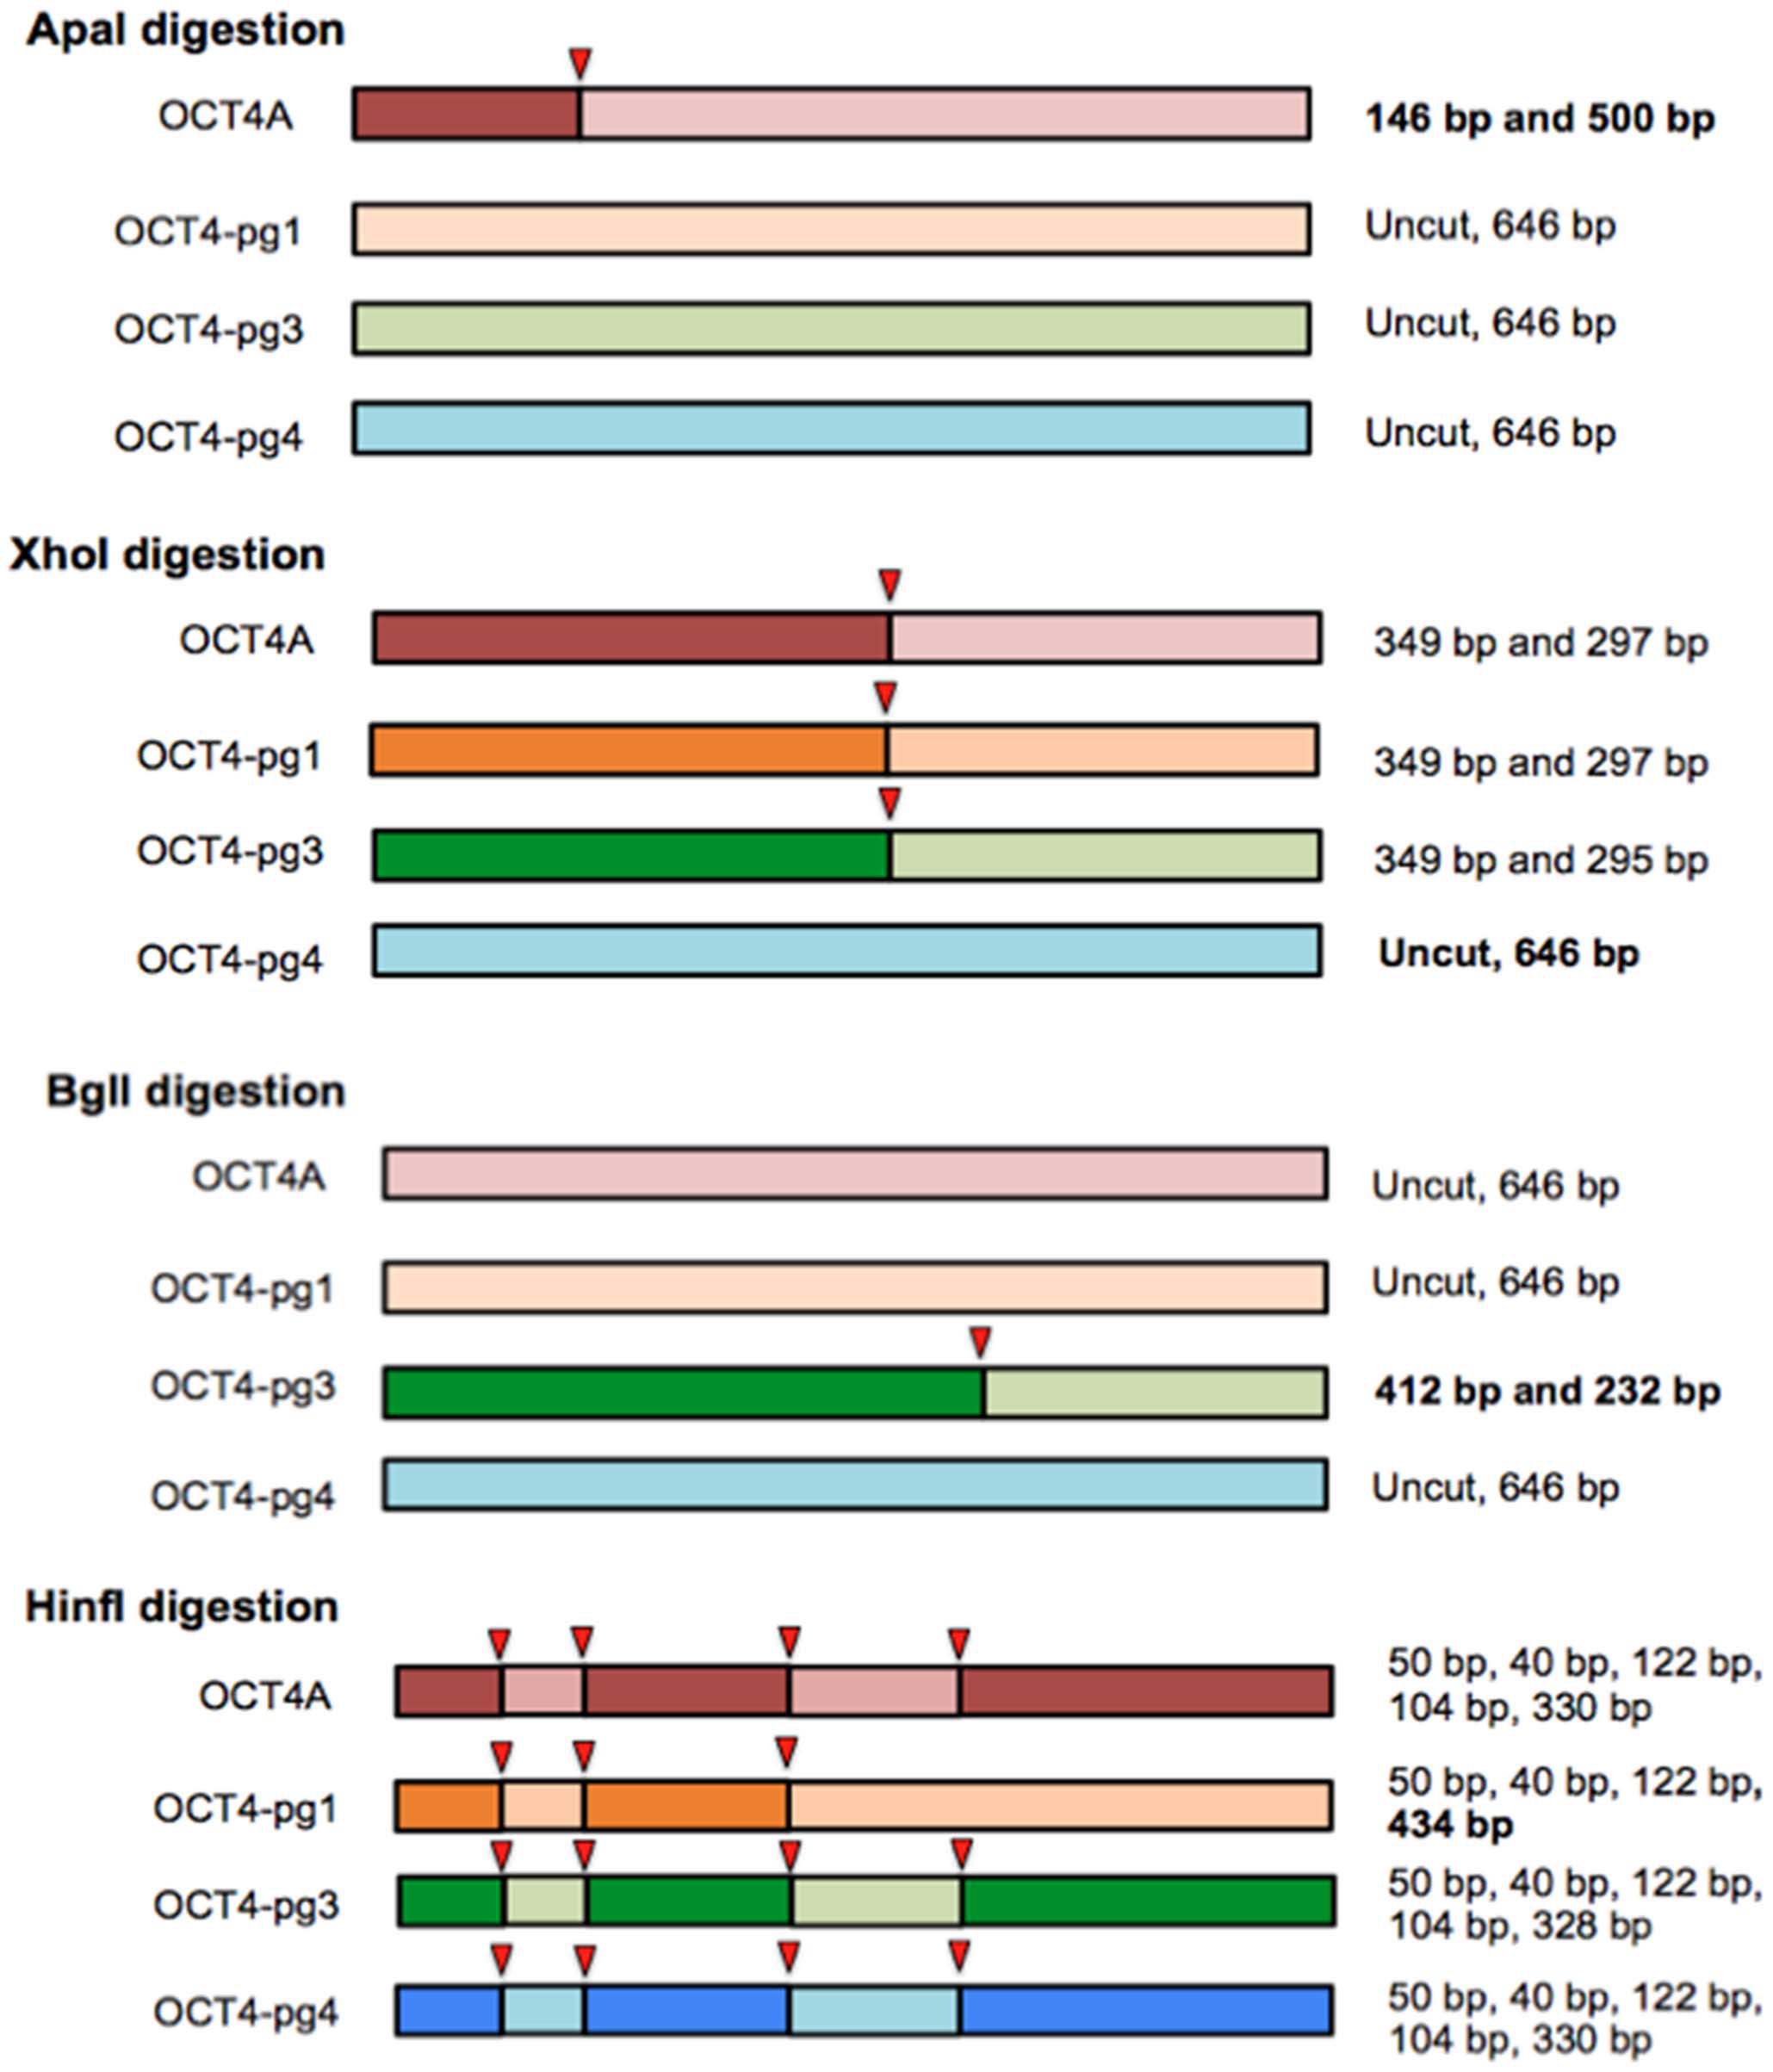 ApaI digestion
OCT4A
146 bp and 500 bp
OCT4-pg1
Uncut, 646 bp
OCT4-pg3
Uncut, 646 bp
OCT4-pg4
Uncut, 646 bp
XhoI digestion
OCT4A
349 bp and 297 bp
OCT4-pg1
349 bp and 297 bp
OCT4-pg3
349 bp and 295 bp
OCT4-pg4
Uncut, 646 bp
BglI digestion
OCT4A
Uncut, 646 bp
OCT4-pg1
Uncut, 646 bp
OCT4-pg3
412 bp and 232 bp
OCT4-pg4
Uncut, 646 bp
HinfI digestion
OCT4A
50 bp, 40 bp, 122 bp,
104 bp, 330 bp
OCT4-pg1
50 bp, 40 bp, 122 bp,
434 bp
OCT4-pg3
50 bp, 40 bp, 122 bp,
104 bp, 328 bp
OCT4-pg4
50 bp, 40 bp, 122 bp,
104 bp, 330 bp